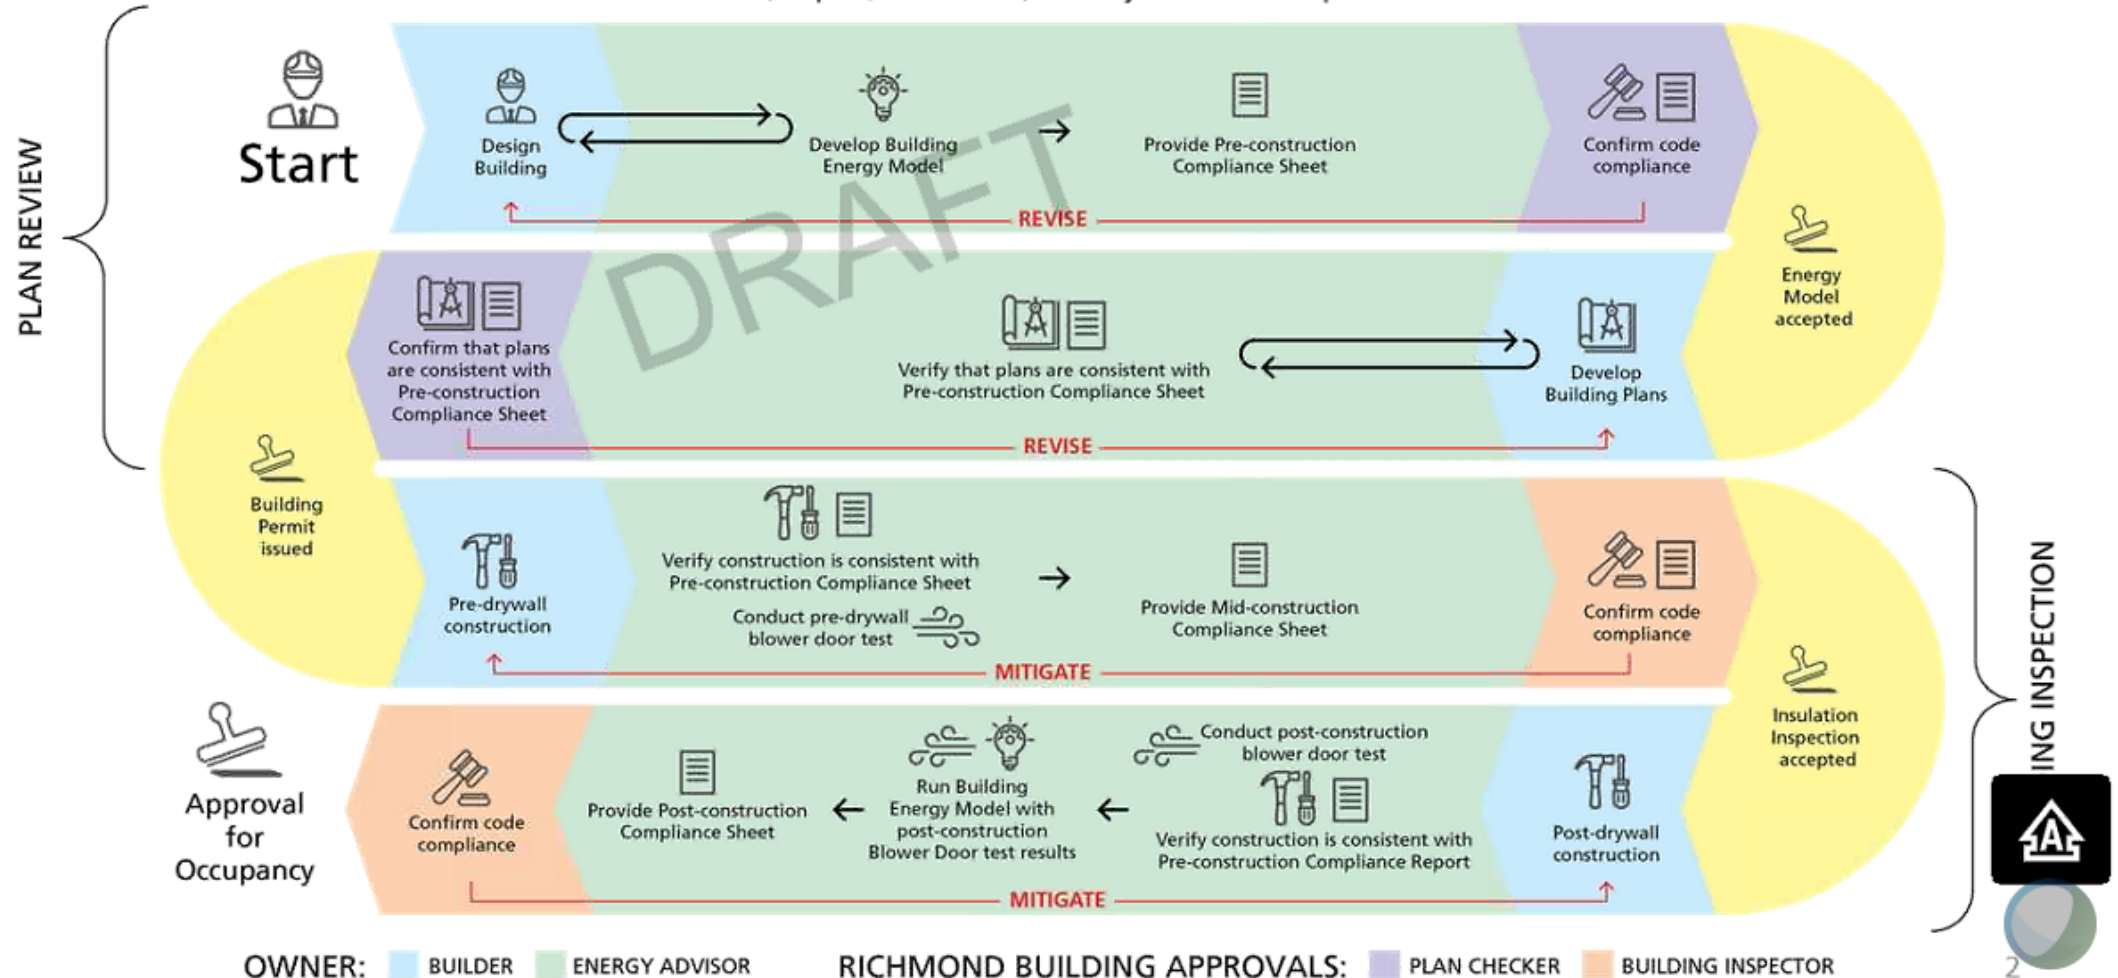 PLAN REVIEW
Start
Design
Building
Develop Building
Energy Model
Provide Pre-construction
Compliance Sheet
Confirm code
compliance
REVISE
Energy
Model
accepted
DRAFT
Confirm that plans
are consistent with
Pre-construction
Compliance Sheet
Verify that plans are consistent with
Pre-construction Compliance Sheet
Develop
Building Plans
REVISE
Building
Permit
issued
Pre-drywall
construction
Verify construction is consistent with
Pre-construction Compliance Sheet
Conduct pre-drywall
blower door test
Provide Mid-construction
Compliance Sheet
Confirm code
compliance
MITIGATE
Insulation
Inspection
accepted
ING INSPECTION
Approval
for
Occupancy
Confirm code
compliance
Provide Post-construction
Compliance Sheet
Run Building
Energy Model with
post-construction
Blower Door test results
Conduct post-construction
blower door test
Verify construction is consistent with
Pre-construction Compliance Report
Post-drywall
construction
MITIGATE
A
OWNER: BUILDER ENERGY ADVISOR RICHMOND BUILDING APPROVALS: PLAN CHECKER BUILDING INSPECTOR
2